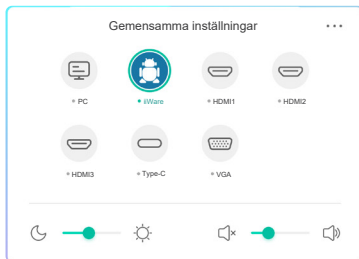 Gemensamma inställningar
PC
iiWare
HDMI1
HDMI2
HDMI3
Type-C
VGA